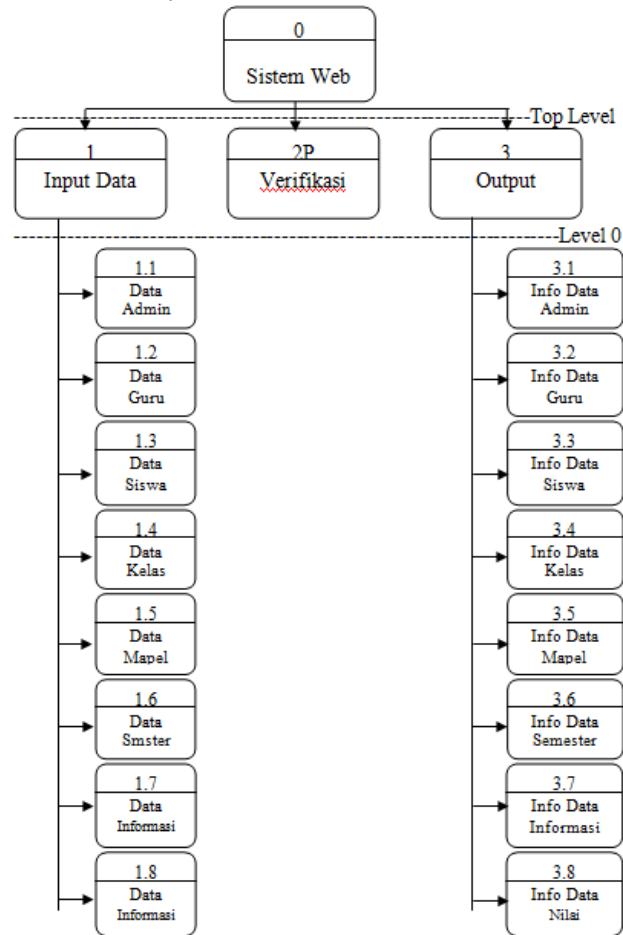 0
Sistem Web
Top Level
1
Input Data
2P
Verifikasi
3
Output
Level 0
1.1
Data
Admin
1.2
Data
Guru
1.3
Data
Siswa
1.4
Data
Kelas
1.5
Data
Mapel
1.6
Data
Smster
1.7
Data
Informasi
1.8
Data
Informasi
3.1
Info Data
Admin
3.2
Info Data
Guru
3.3
Info Data
Siswa
3.4
Info Data
Kelas
3.5
Info Data
Mapel
3.6
Info Data
Semester
3.7
Info Data
Informasi
3.8
Info Data
Nilai